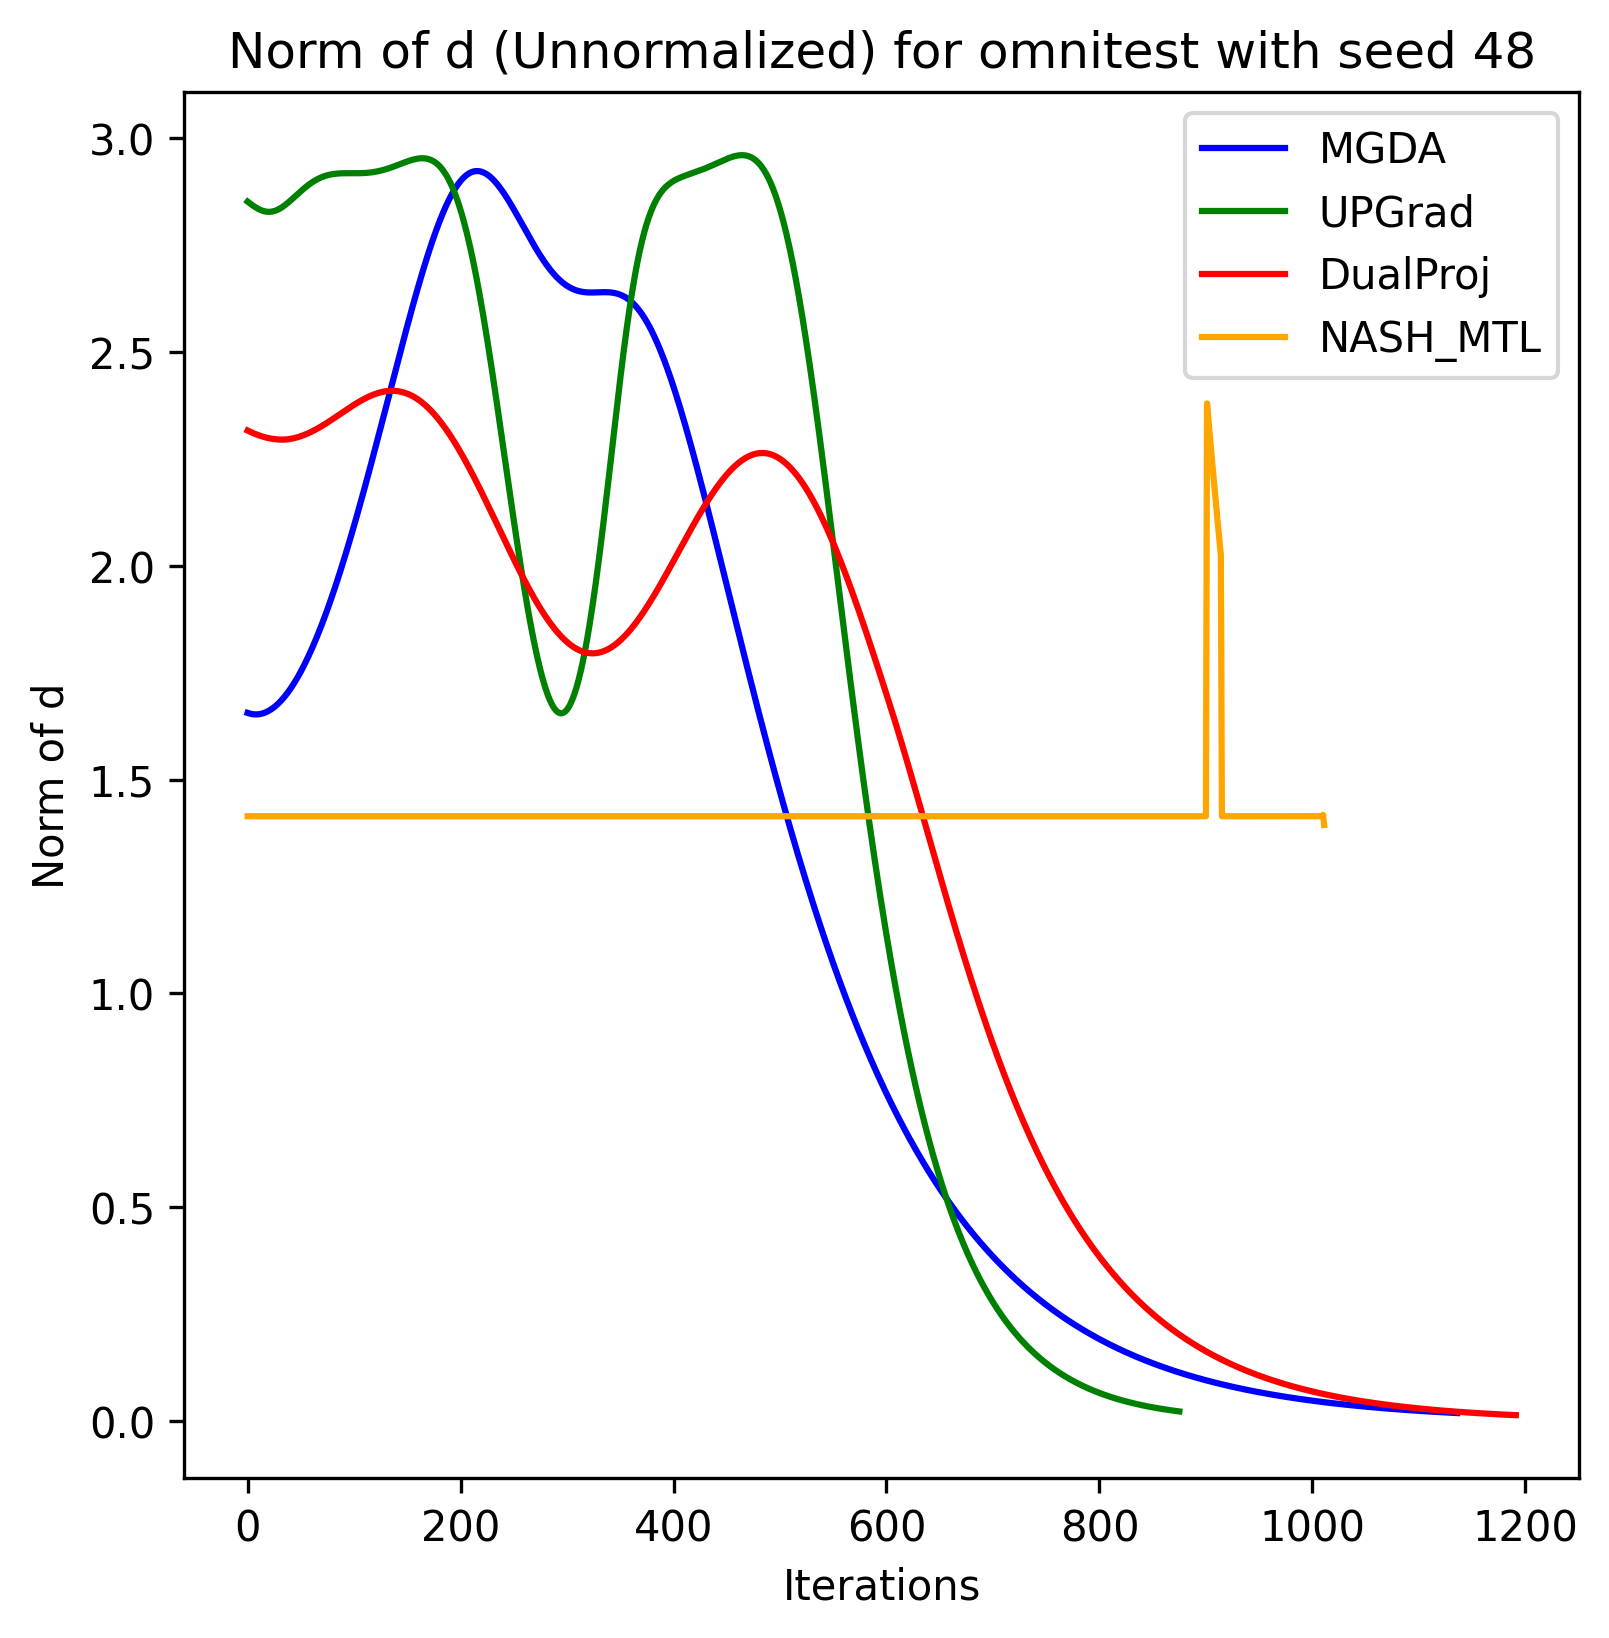 Norm of d (Unnormalized) for omnitest with seed 48
3.0
2.5
2.0
1.5
1.0
0.5
0.0
Norm of d
MGDA
UPGrad
DualProj
NASH_MTL
0 200 400 600 800 1000 1200
Iterations